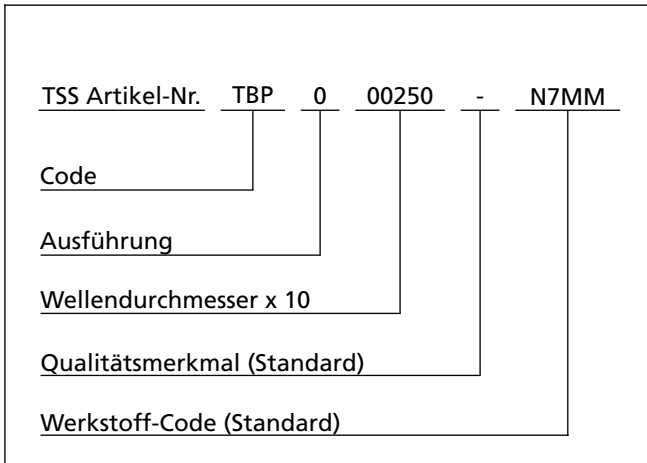 TSS Artikel-Nr. TBP 0 00250 - N7MM
Code
Ausführung
Wellendurchmesser x 10
Qualitätsmerkmal (Standard)
Werkstoff-Code (Standard)